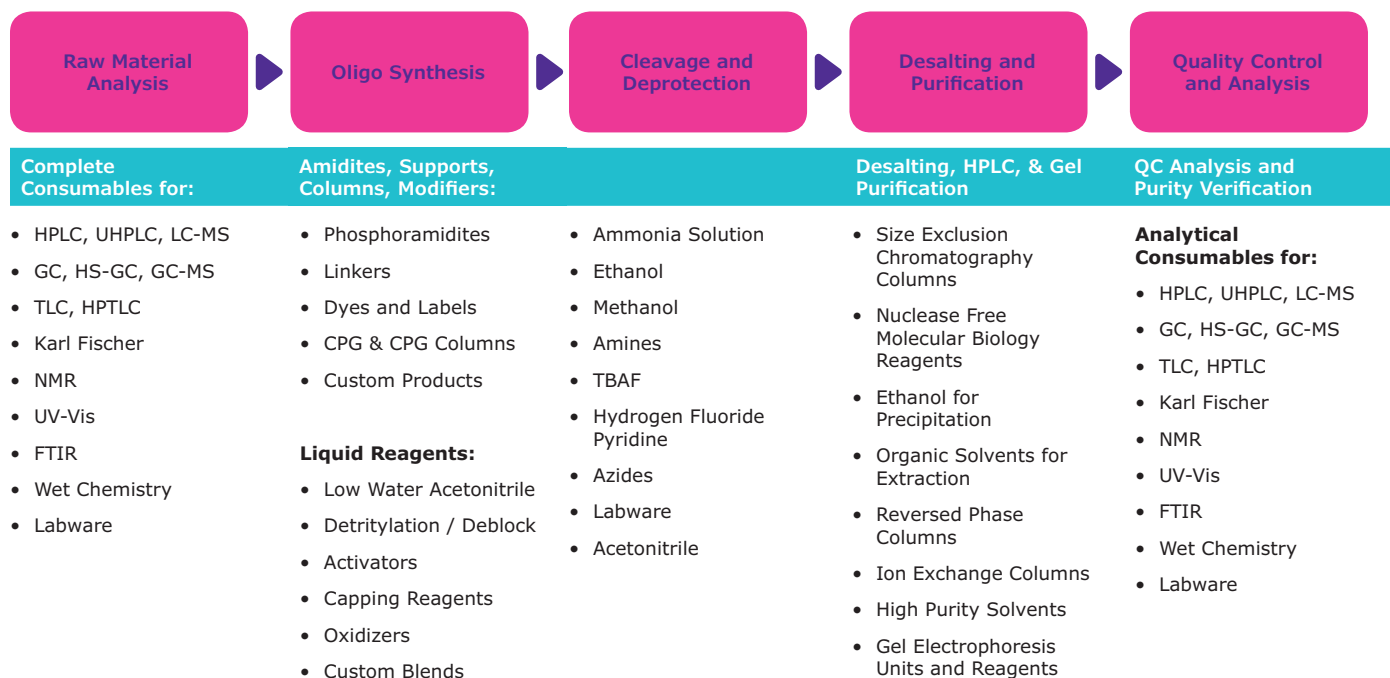 Raw Material
Analysis
Oligo Synthesis
Cleavage and
Deprotection
Desalting and
Purification
Quality Control
and Analysis
Complete
Consumables for:
• HPLC, UHPLC, LC-MS
• GC, HS-GC, GC-MS
• TLC, HPTLC
• Karl Fischer
• NMR
• UV-Vis
• FTIR
• Wet Chemistry
• Labware
Amidites, Supports,
Columns, Modifiers:
• Phosphoramidites
• Linkers
• Dyes and Labels
• CPG & CPG Columns
• Custom Products
Liquid Reagents:
• Low Water Acetonitrile
• Detritylation / Deblock
• Activators
• Capping Reagents
• Oxidizers
• Custom Blends
• Ammonia Solution
• Ethanol
• Methanol
• Amines
• TBAF
• Hydrogen Fluoride
Pyridine
• Azides
• Labware
• Acetonitrile
Desalting, HPLC, & Gel
Purification
• Size Exclusion
Chromatography
Columns
• Nuclease Free
Molecular Biology
Reagents
• Ethanol for
Precipitation
• Organic Solvents for
Extraction
• Reversed Phase
Columns
• Ion Exchange Columns
• High Purity Solvents
• Gel Electrophoresis
Units and Reagents
QC Analysis and
Purity Verification
Analytical
Consumables for:
• HPLC, UHPLC, LC-MS
• GC, HS-GC, GC-MS
• TLC, HPTLC
• Karl Fischer
• NMR
• UV-Vis
• FTIR
• Wet Chemistry
• Labware